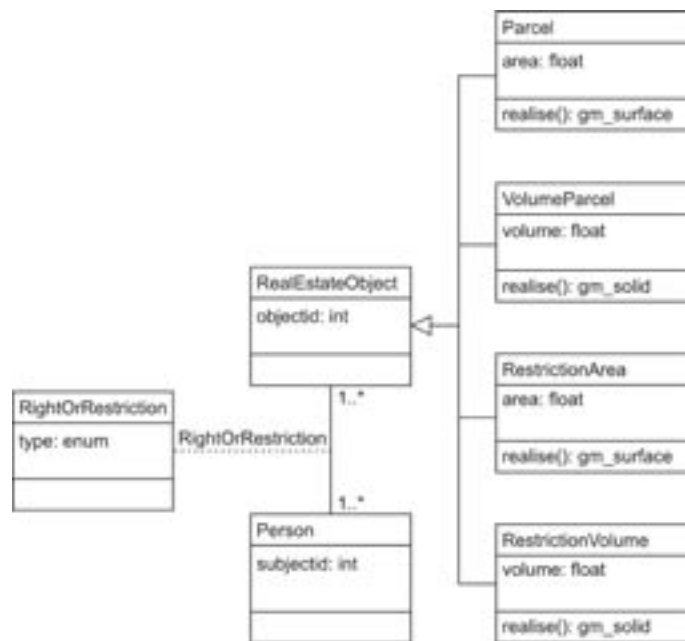 Parcel
area: float
realise(): gm_surface
VolumeParcel
volume: float
realise(): gm_solid
RealEstateObject
objectid: int
RestrictionArea
area: float
realise(): gm_surface
1..*
RightOrRestriction
type: enum
RightOrRestriction
1..*
Person
subjectid: int
RestrictionVolume
volume: float
realise(): gm_solid